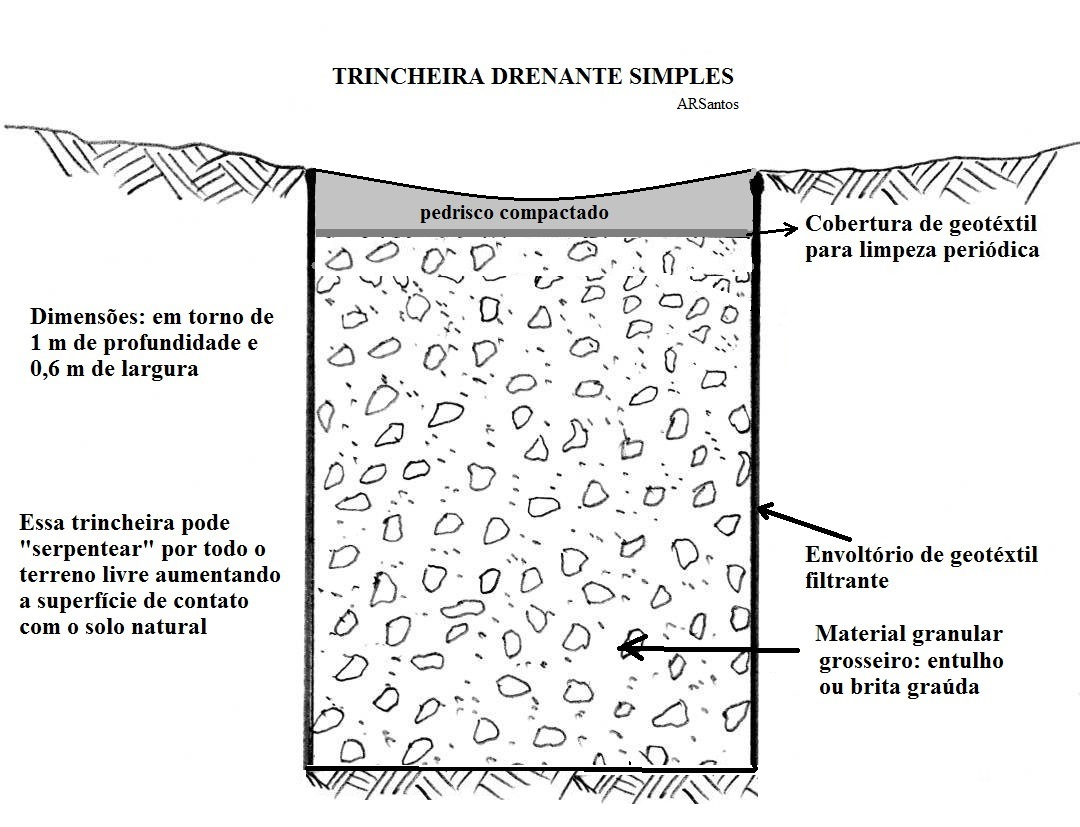 TRINCHEIRA DRENANTE SIMPLES
ARSantos
pedrisco compactado
Cobertura de geotéxtil
para limpeza periódica
Dimensões: em torno de
1 m de profundidade e
0,6 m de largura
Essa trincheira pode
"serpentear" por todo o
terreno livre aumentando
a superfície de contato
com o solo natural
Envoltório de geotéxtil
filtrante
Material granular
grosseiro: entulho
ou brita graúda